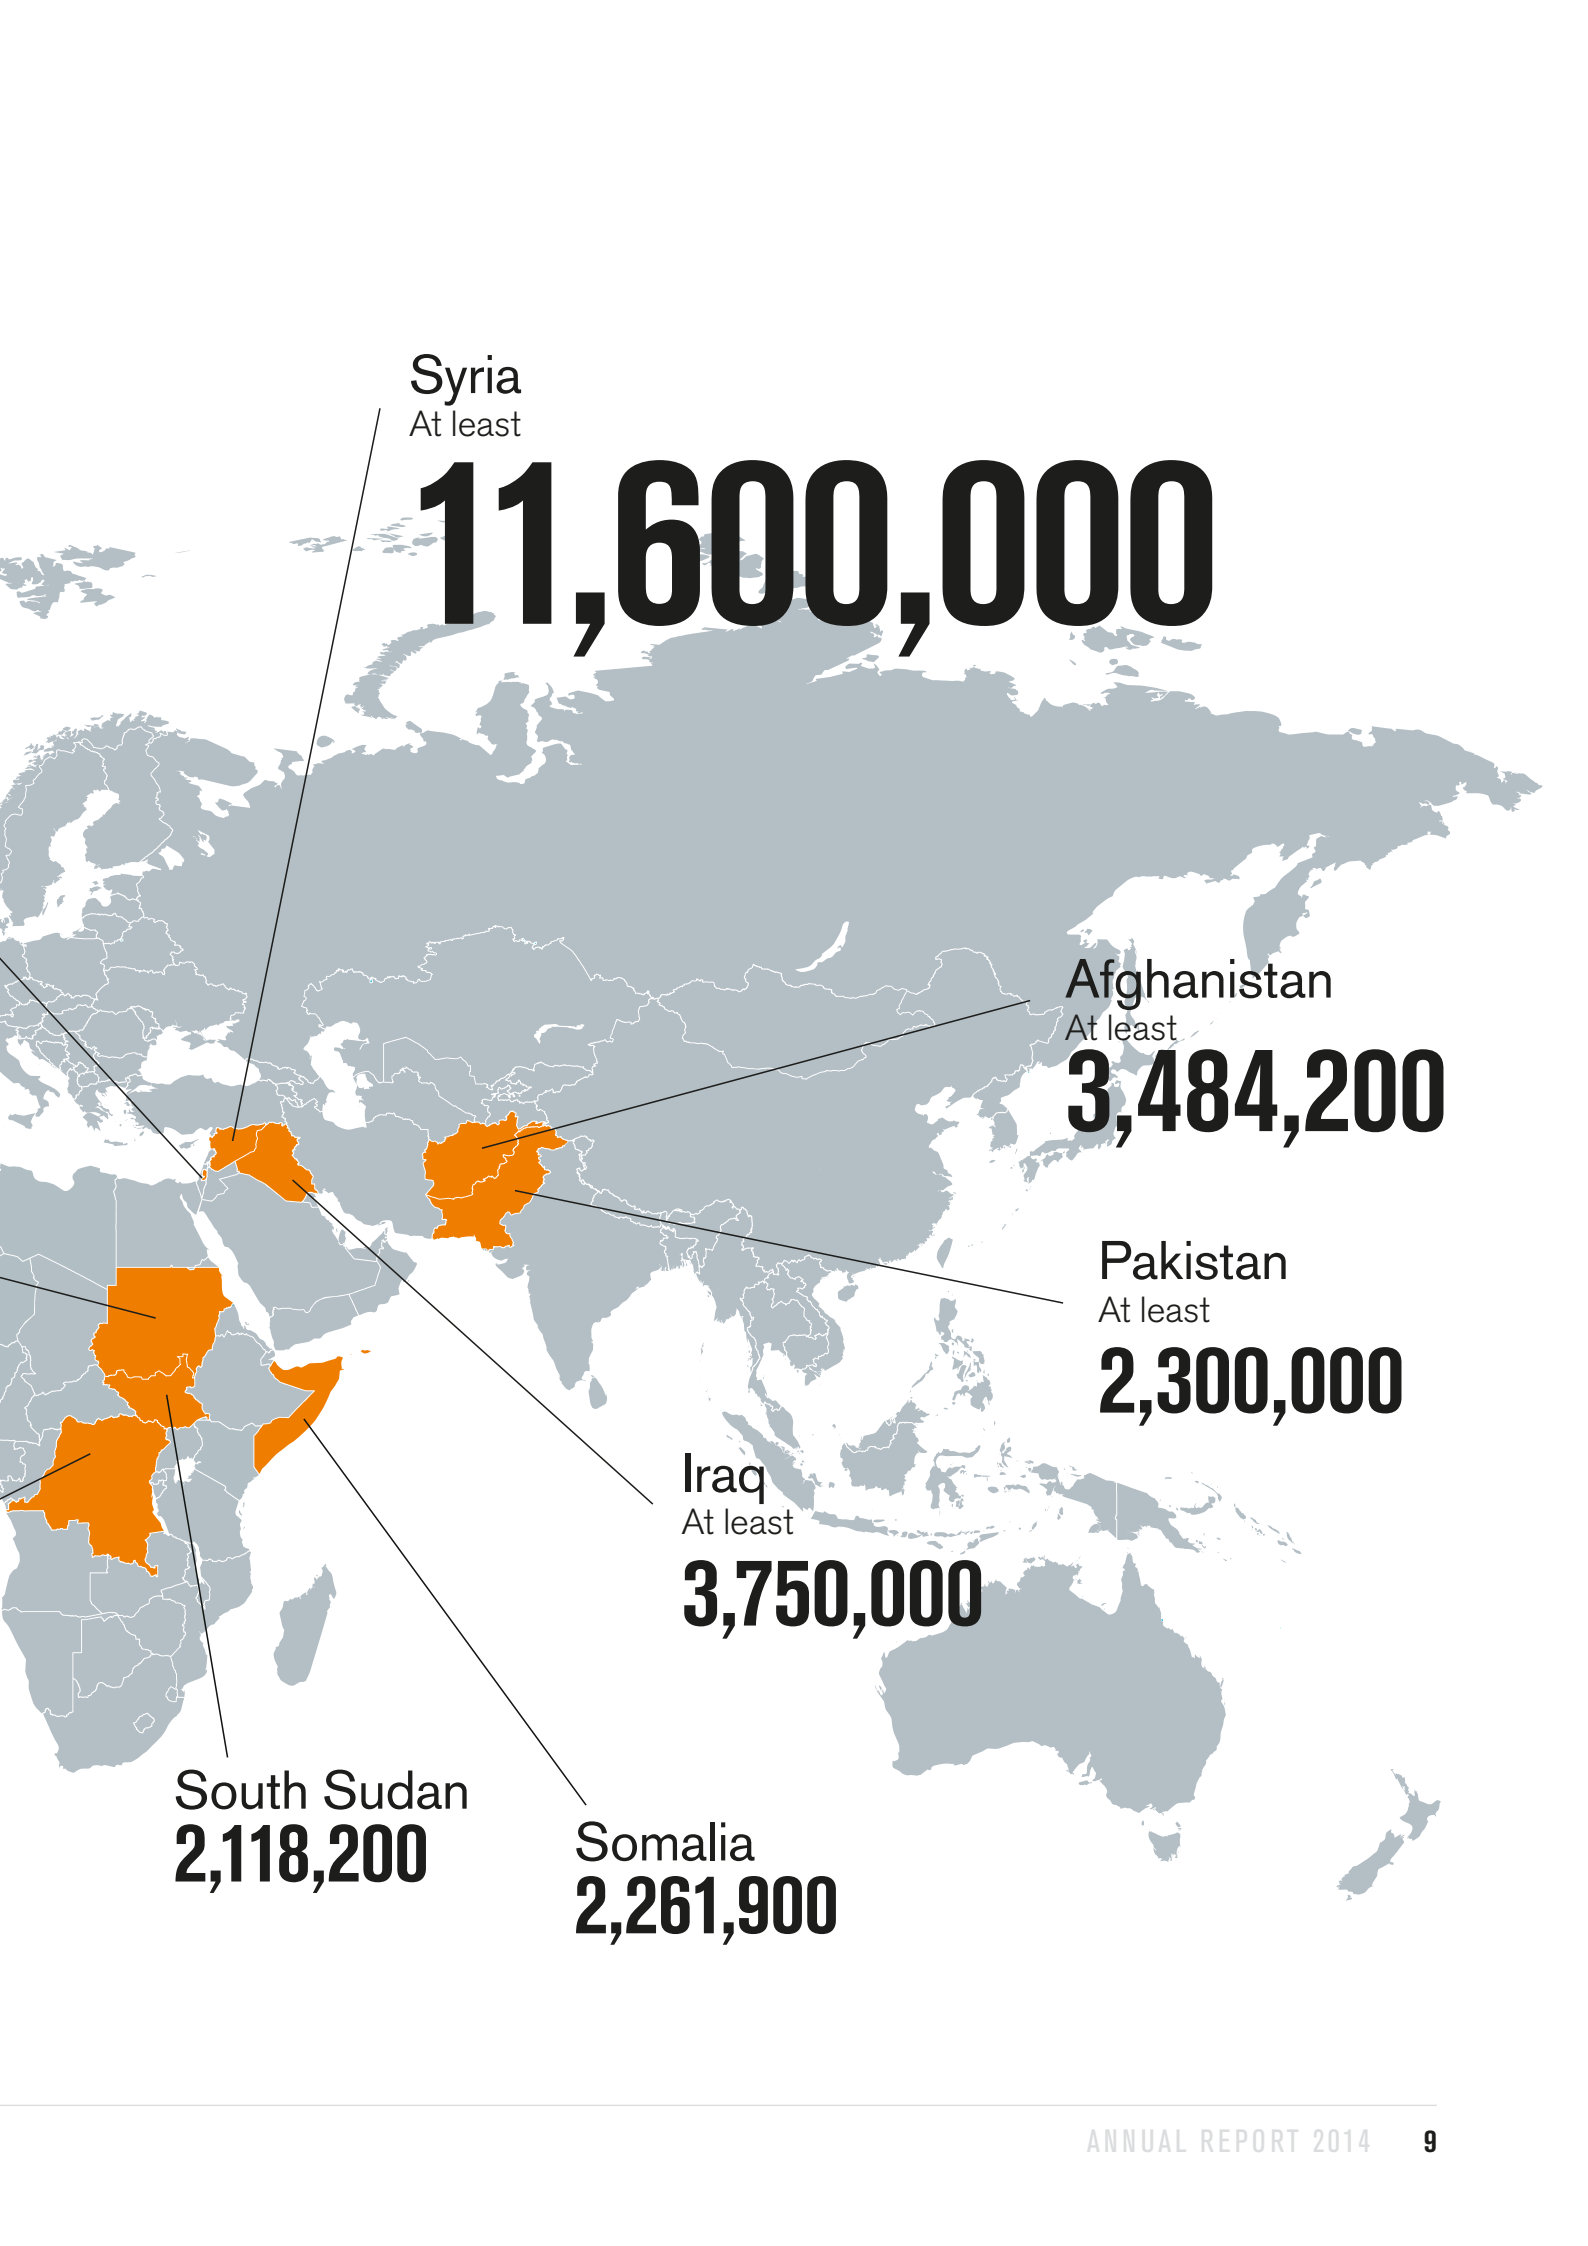 Syria
At least
11,600,000
Afghanistan
At least
3,484,200
Pakistan
At least
2,300,000
Iraq
At least
3,750,000
South Sudan
2,118,200
Somalia
2,261,900
ANNUAL REPORT 2014 9